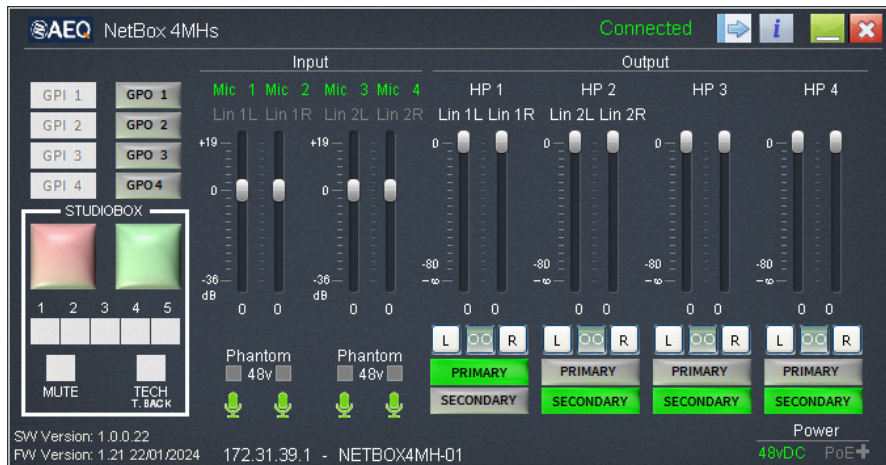 AEQ NetBox 4MHs Connected i
Input Output
GPI 1 GPO 1
GPI 2 GPO 2
GPI 3 GPO 3
GPI 4 GPO 4
Mic 1 Mic 2 Mic 3 Mic 4 HP 1 HP 2 HP 3 HP 4
Lin 1L Lin 1R Lin 2L Lin 2R Lin 1L Lin 1R Lin 2L Lin 2R
+19 +19 0 0 0 0
0 0
-80 -80 -80 -80
-36 -36 -∞ -∞ -∞ -∞
dB dB
0 0 0 0 0 0 0 0 0 0 0 0
STUDIOBOX
1 2 3 4 5
MUTE TECH
T. BACK
Phantom Phantom
48v 48v
L R L R L R L R
PRIMARY PRIMARY PRIMARY PRIMARY
SECONDARY SECONDARY SECONDARY SECONDARY
SW Version: 1.0.0.22
FW Version: 1.21 22/01/2024 172.31.39.1 - NETBOX4MH-01
Power
48vDC PoE+